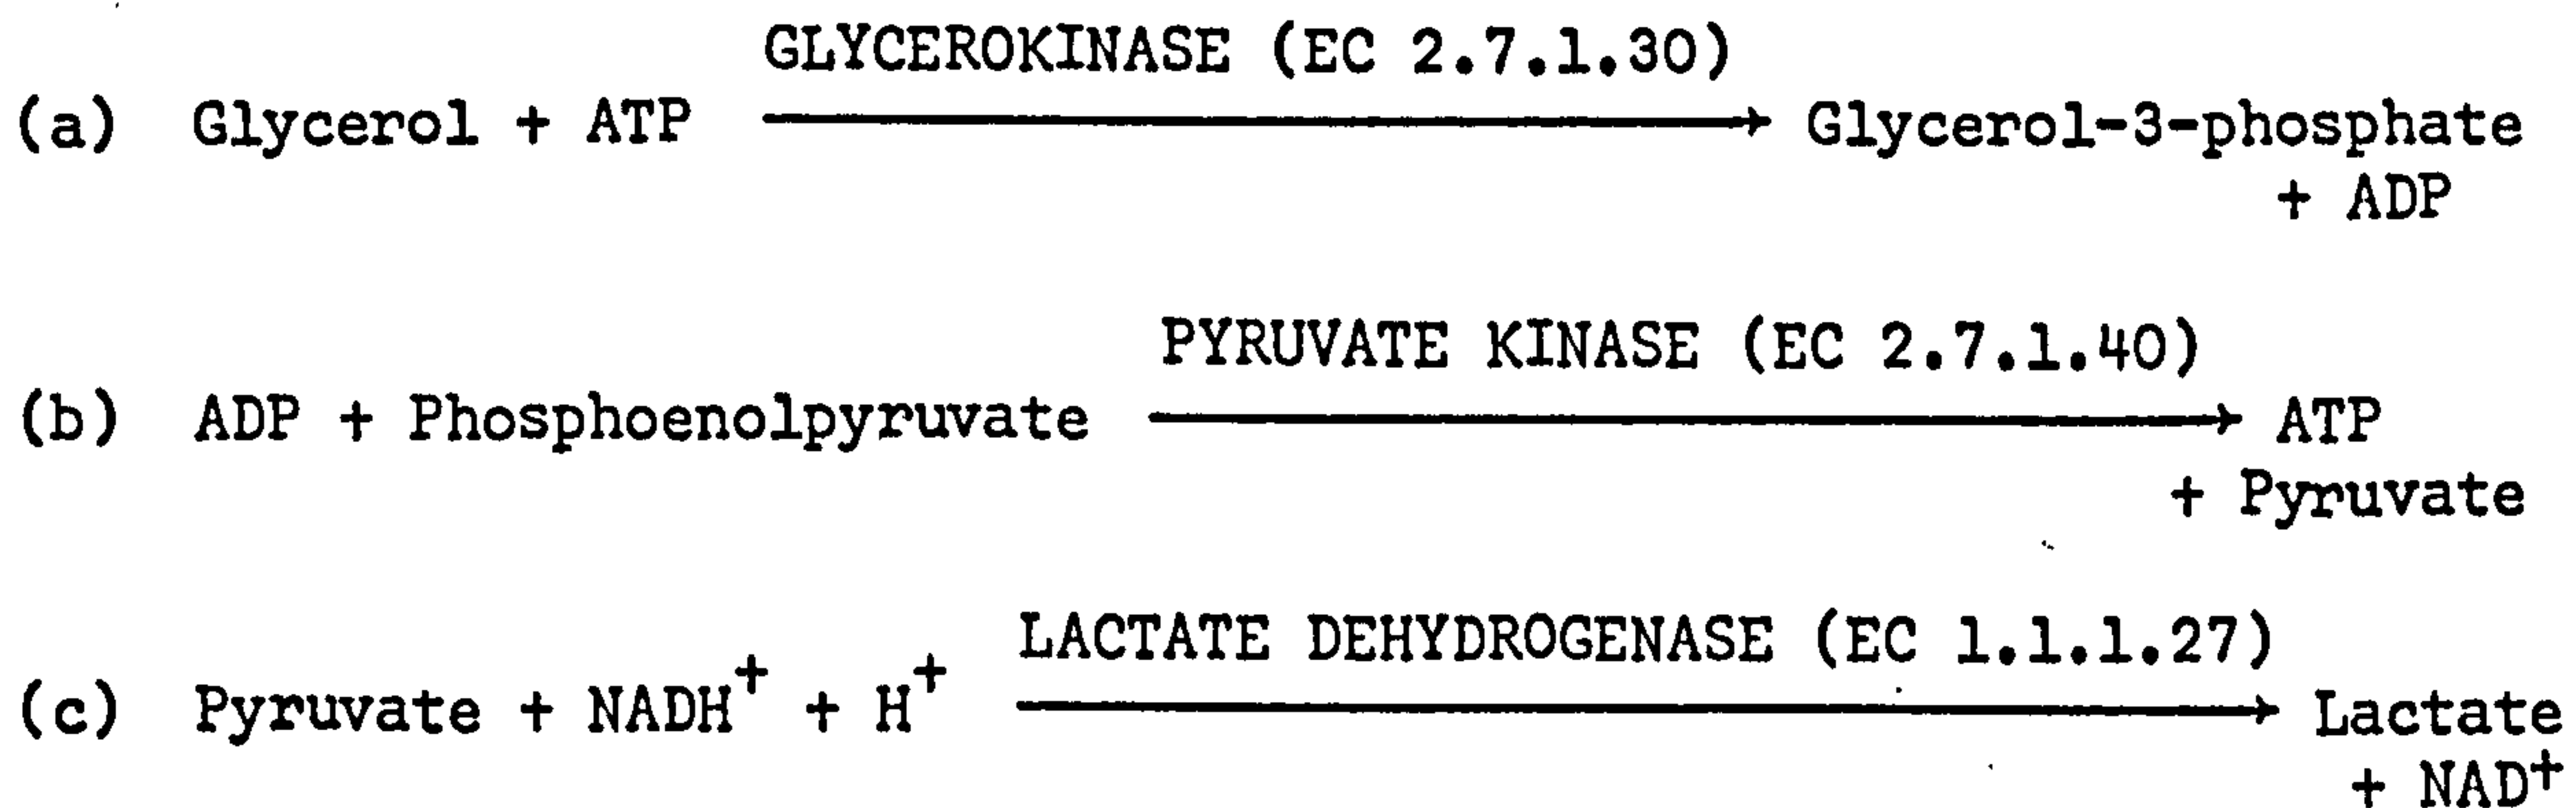 GLYCEROKINASE (EC 2.7.1.30)
(a) Glycerol + ATP ⟶ Glycerol-3-phosphate
+ ADP
PYRUVATE KINASE (EC 2.7.1.40)
(b) ADP + Phosphoenolpyruvate ⟶ ATP
+ Pyruvate
LACTATE DEHYDROGENASE (EC 1.1.1.27)
(c) Pyruvate + NADH⁺ + H⁺ ⟶ Lactate
+ NAD⁺